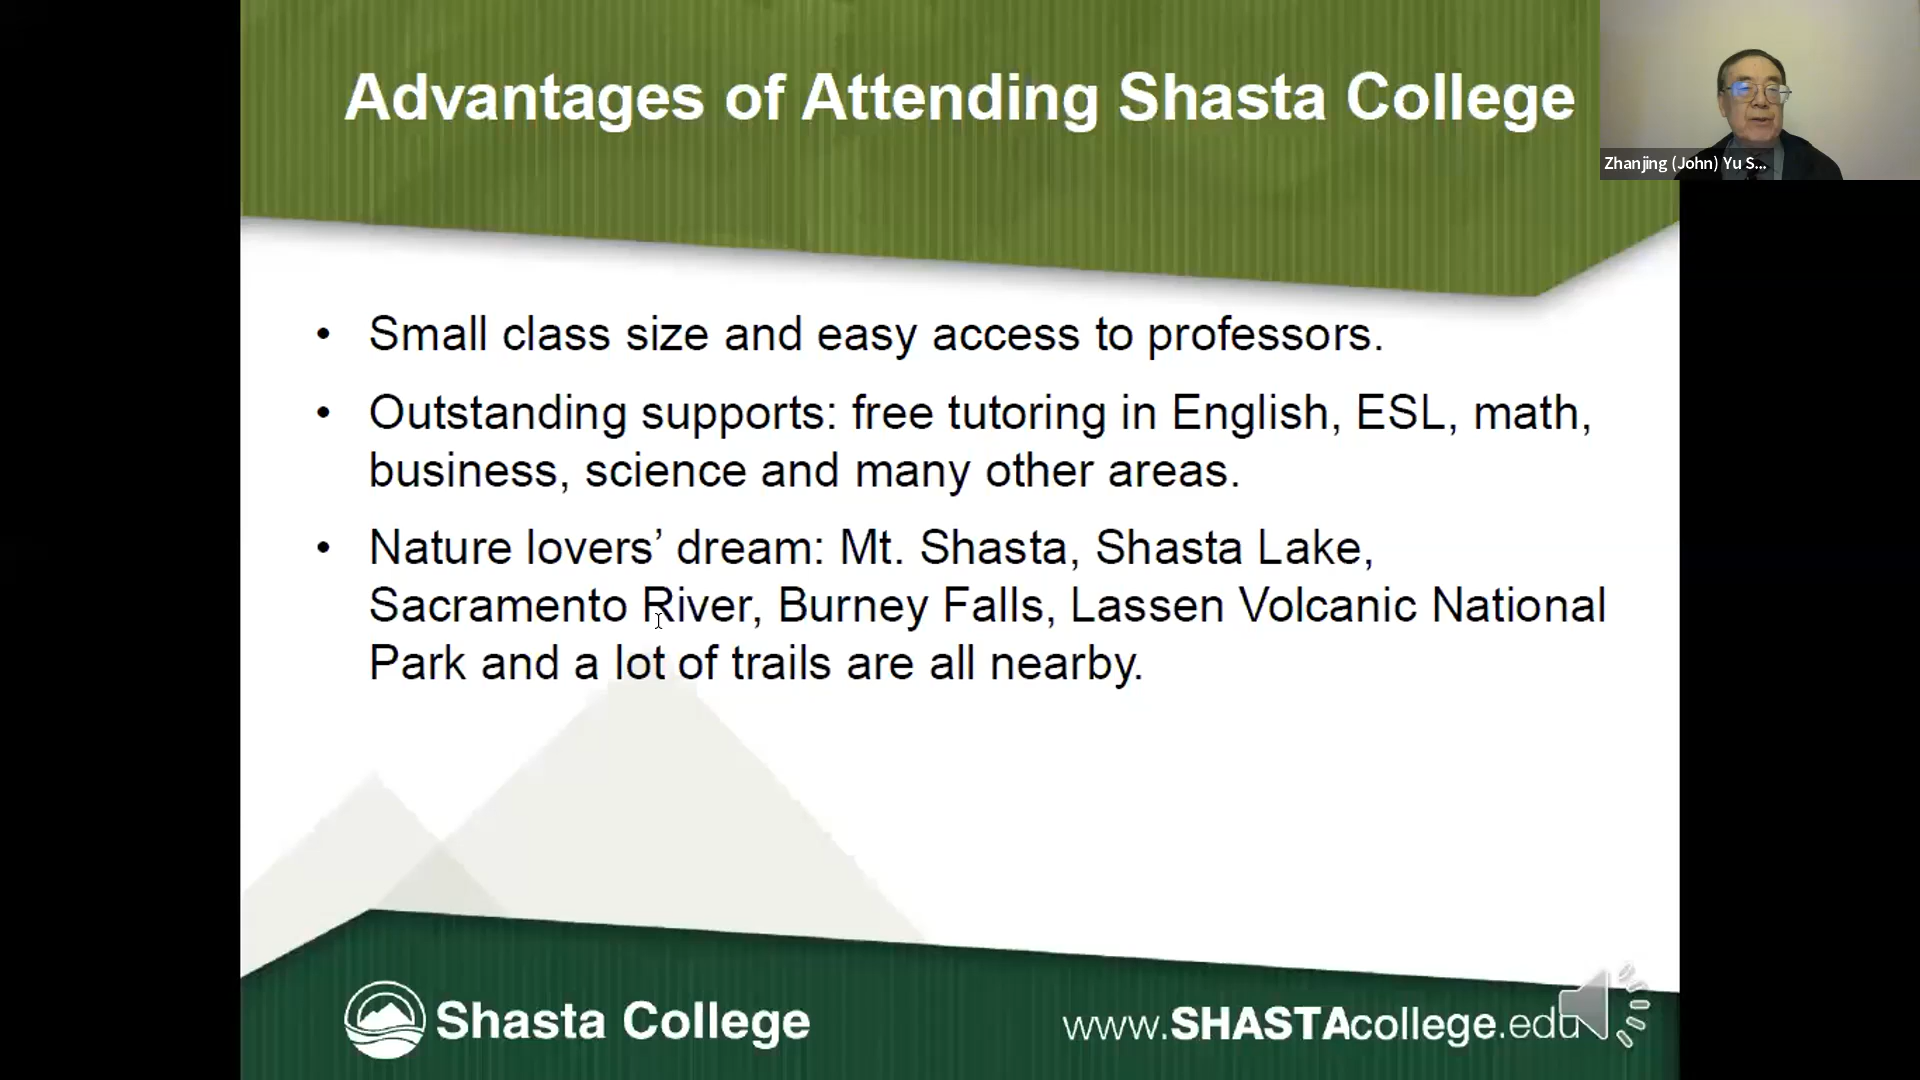 Advantages of Attending Shasta College
Zhanjing (John) Yu S...
• Small class size and easy access to professors.
• Outstanding supports: free tutoring in English, ESL, math,
business, science and many other areas.
• Nature lovers’ dream: Mt. Shasta, Shasta Lake,
Sacramento River, Burney Falls, Lassen Volcanic National
Park and a lot of trails are all nearby.
Shasta College
www.SHASTAcollege.edu